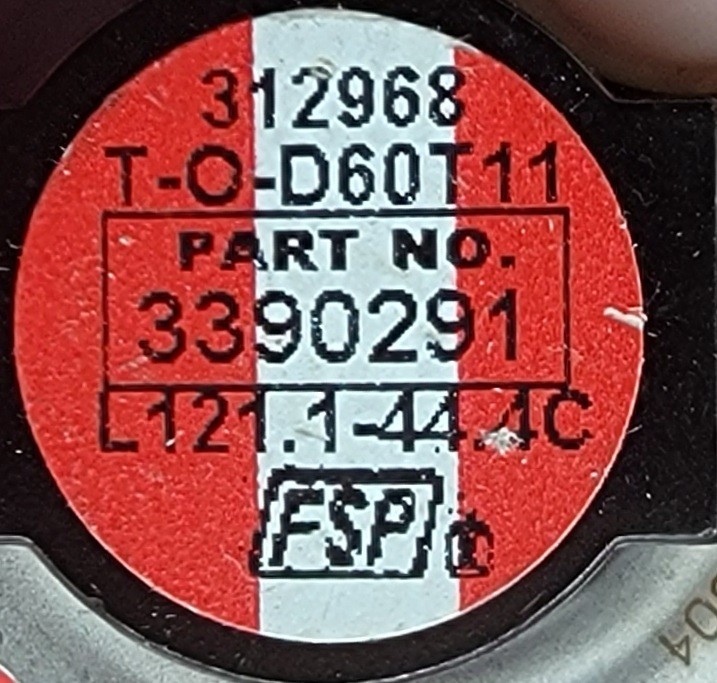 312968
T-O-D60T11
PART NO.
3390291
L121.1-44.4C
FSP